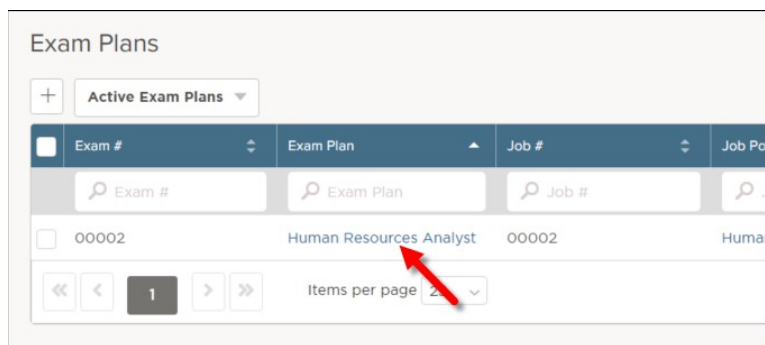 Exam Plans
+ Active Exam Plans
Exam # Exam Plan Job # Job Po
Exam # Exam Plan Job #
00002 Human Resources Analyst 00002 Human
« < 1 > » Items per page